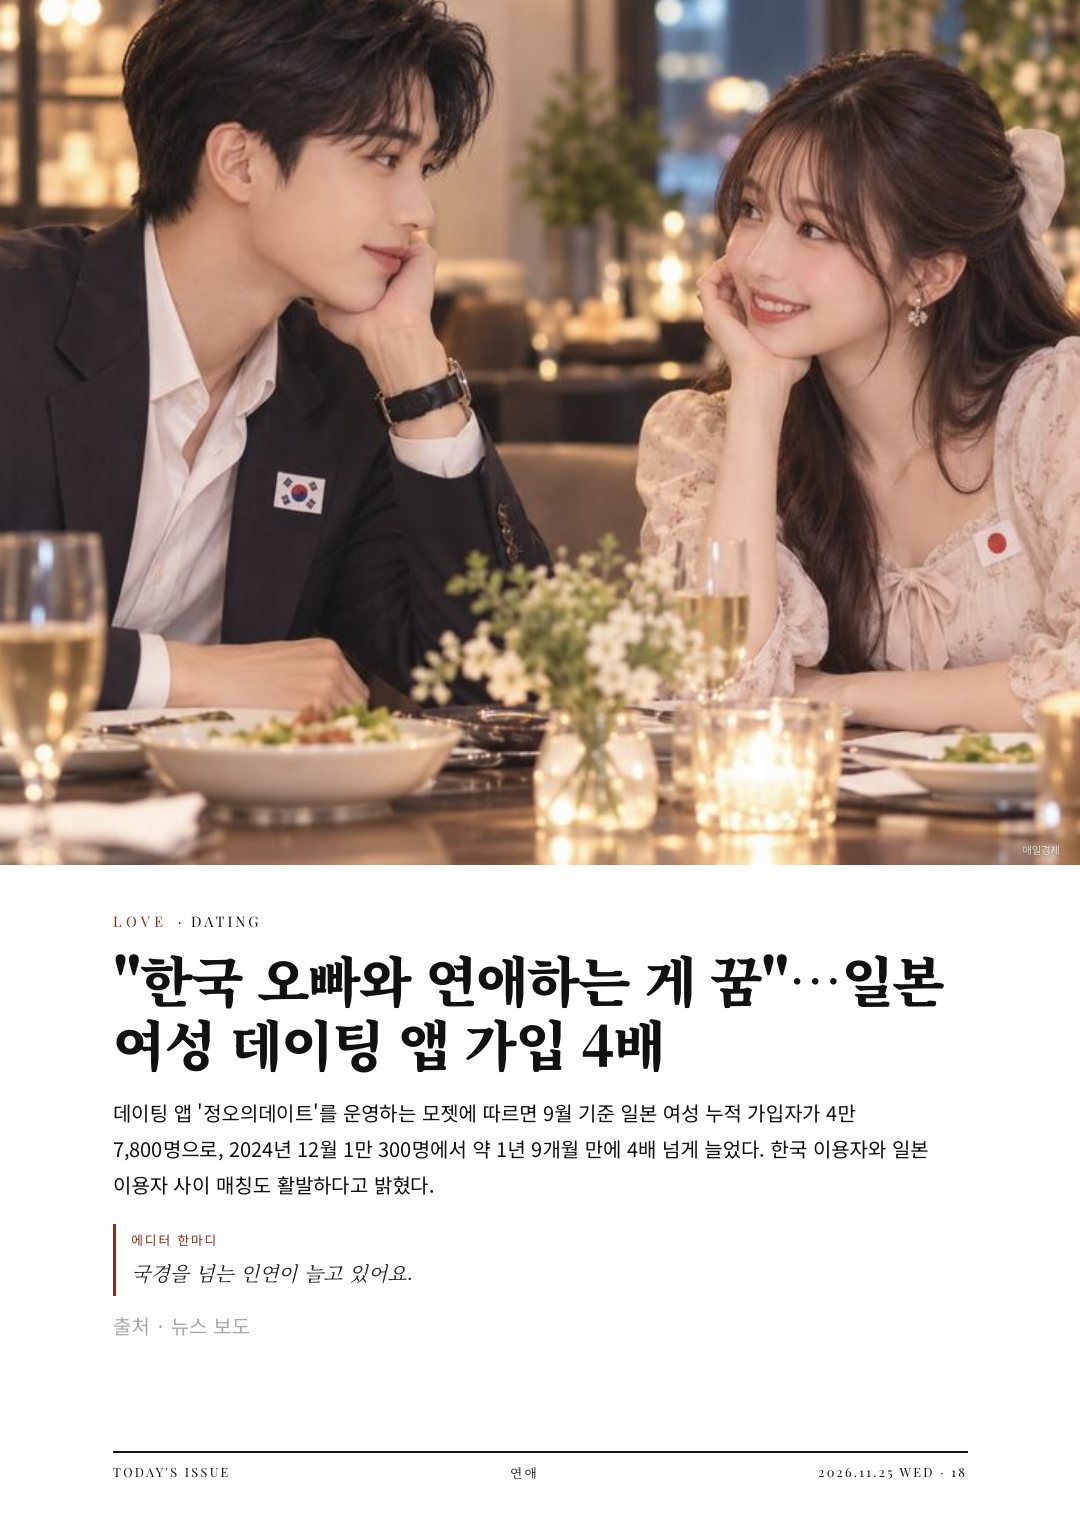 매일경제
LOVE · DATING
"한국 오빠와 연애하는 게 꿈"…일본
여성 데이팅 앱 가입 4배
데이팅 앱 '정오의데이트'를 운영하는 모젯에 따르면 9월 기준 일본 여성 누적 가입자가 4만
7,800명으로, 2024년 12월 1만 300명에서 약 1년 9개월 만에 4배 넘게 늘었다. 한국 이용자와 일본
이용자 사이 매칭도 활발하다고 밝혔다.
에디터 한마디
국경을 넘는 인연이 늘고 있어요.
출처 · 뉴스 보도
TODAY'S ISSUE 연애 2026.11.25 WED · 18